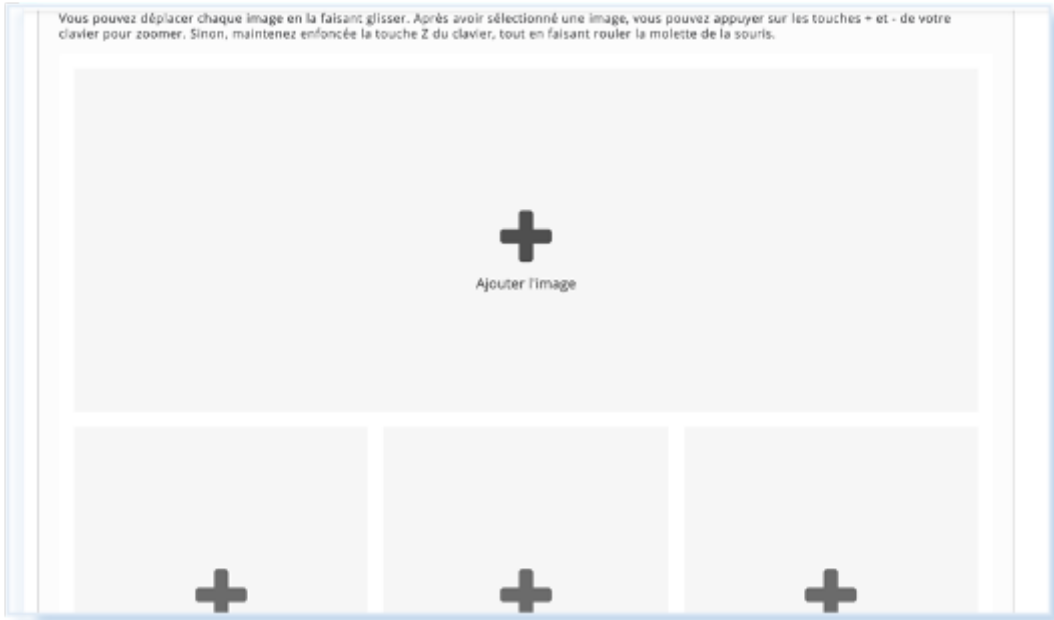 Vous pouvez déplacer chaque image en la faisant glisser. Après avoir sélectionné une image, vous pouvez appuyer sur les touches + et - de votre
clavier pour zoomer. Sinon, maintenez enfoncée la touche Z du clavier, tout en faisant rouler la molette de la souris.
Ajouter l'image